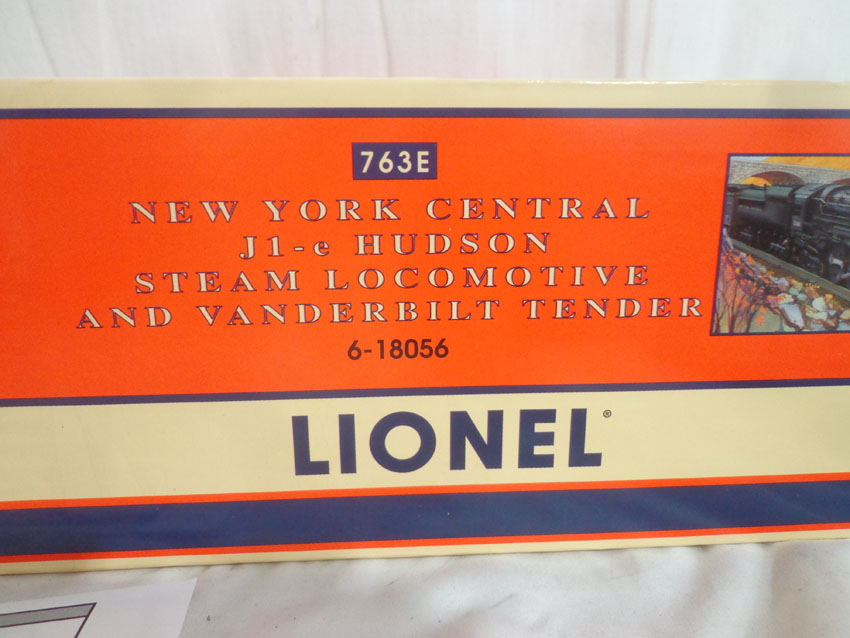 763E
NEW YORK CENTRAL
J1-e HUDSON
STEAM LOCOMOTIVE
AND VANDERBILT TENDER
6-18056
LIONEL®